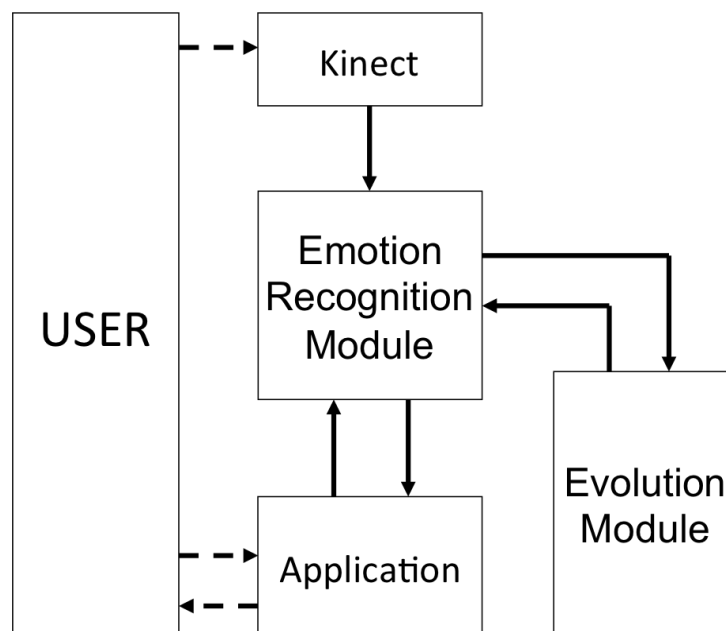 Kinect
Emotion
Recognition
Module
USER
Evolution
Module
Application